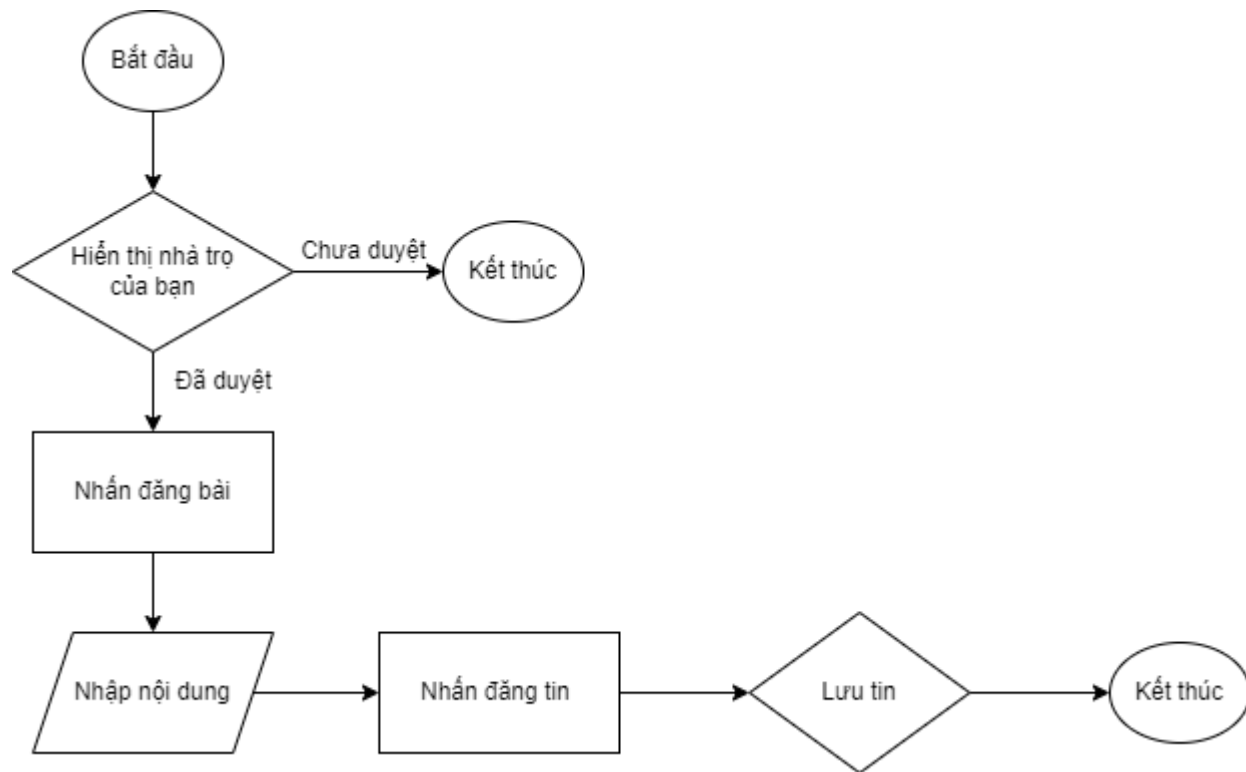 Bắt đầu
Hiển thị nhà trọ
của bạn
Chưa duyệt
Kết thúc
Đã duyệt
Nhấn đăng bài
Nhập nội dung
Nhấn đăng tin
Lưu tin
Kết thúc